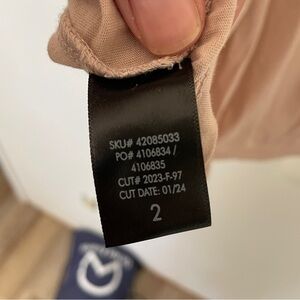 SKU# 42085033
PO# 4106834 /
4106835
CUT# 2023-F-97
CUT DATE: 01/24
2